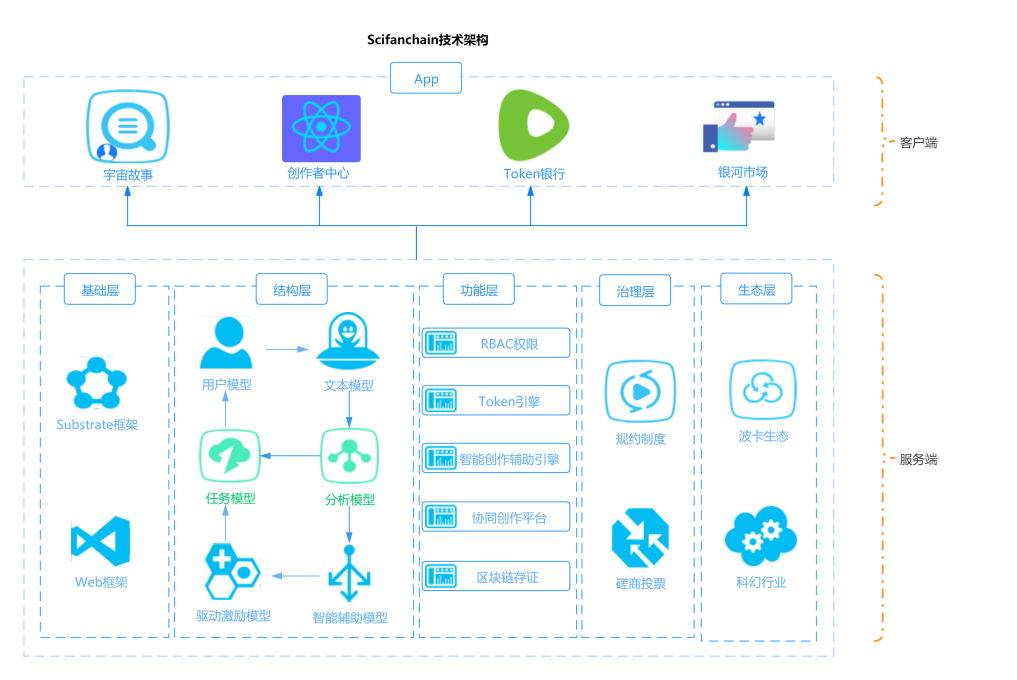 Scifanchain技术架构
App
宇宙故事
创作者中心
Token银行
银河市场
客户端
基础层
结构层
功能层
治理层
生态层
Substrate框架
Web框架
用户模型
文本模型
任务模型
分析模型
驱动激励模型
智能辅助模型
RBAC权限
Token引擎
智能创作辅助引擎
协同创作平台
区块链存证
规约制度
磋商投票
波卡生态
科幻行业
服务端